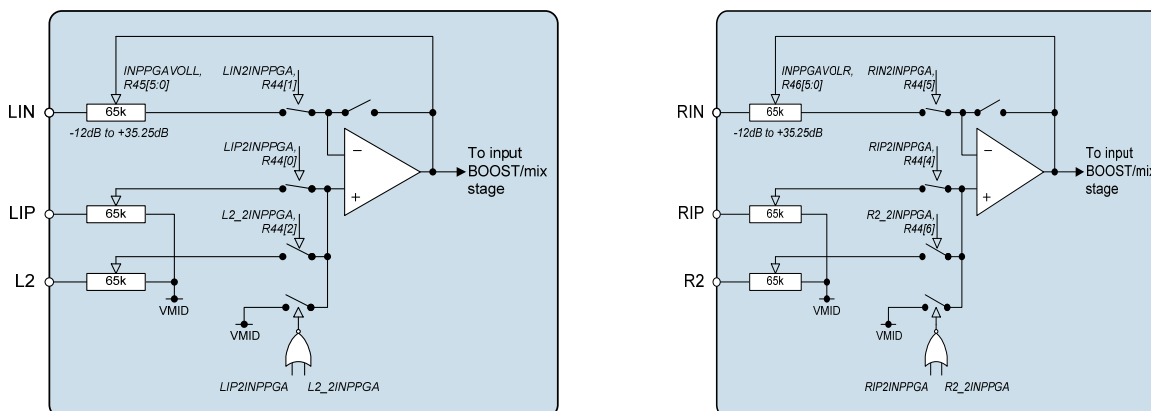 INPPGAVOLL,
R45[5:0]
LIN2INPPGA,
R44[1]
LIN
65k
-12dB to +35.25dB
LIP2INPPGA,
R44[0]
−
+
To input
BOOST/mix
stage
LIP
65k
L2_2INPPGA,
R44[2]
L2
65k
VMID
VMID
LIP2INPPGA L2_2INPPGA
INPPGAVOLR,
R46[5:0]
RIN2INPPGA,
R44[5]
RIN
65k
-12dB to +35.25dB
RIP2INPPGA,
R44[4]
−
+
To input
BOOST/mix
stage
RIP
65k
R2_2INPPGA,
R44[6]
R2
65k
VMID
VMID
RIP2INPPGA R2_2INPPGA